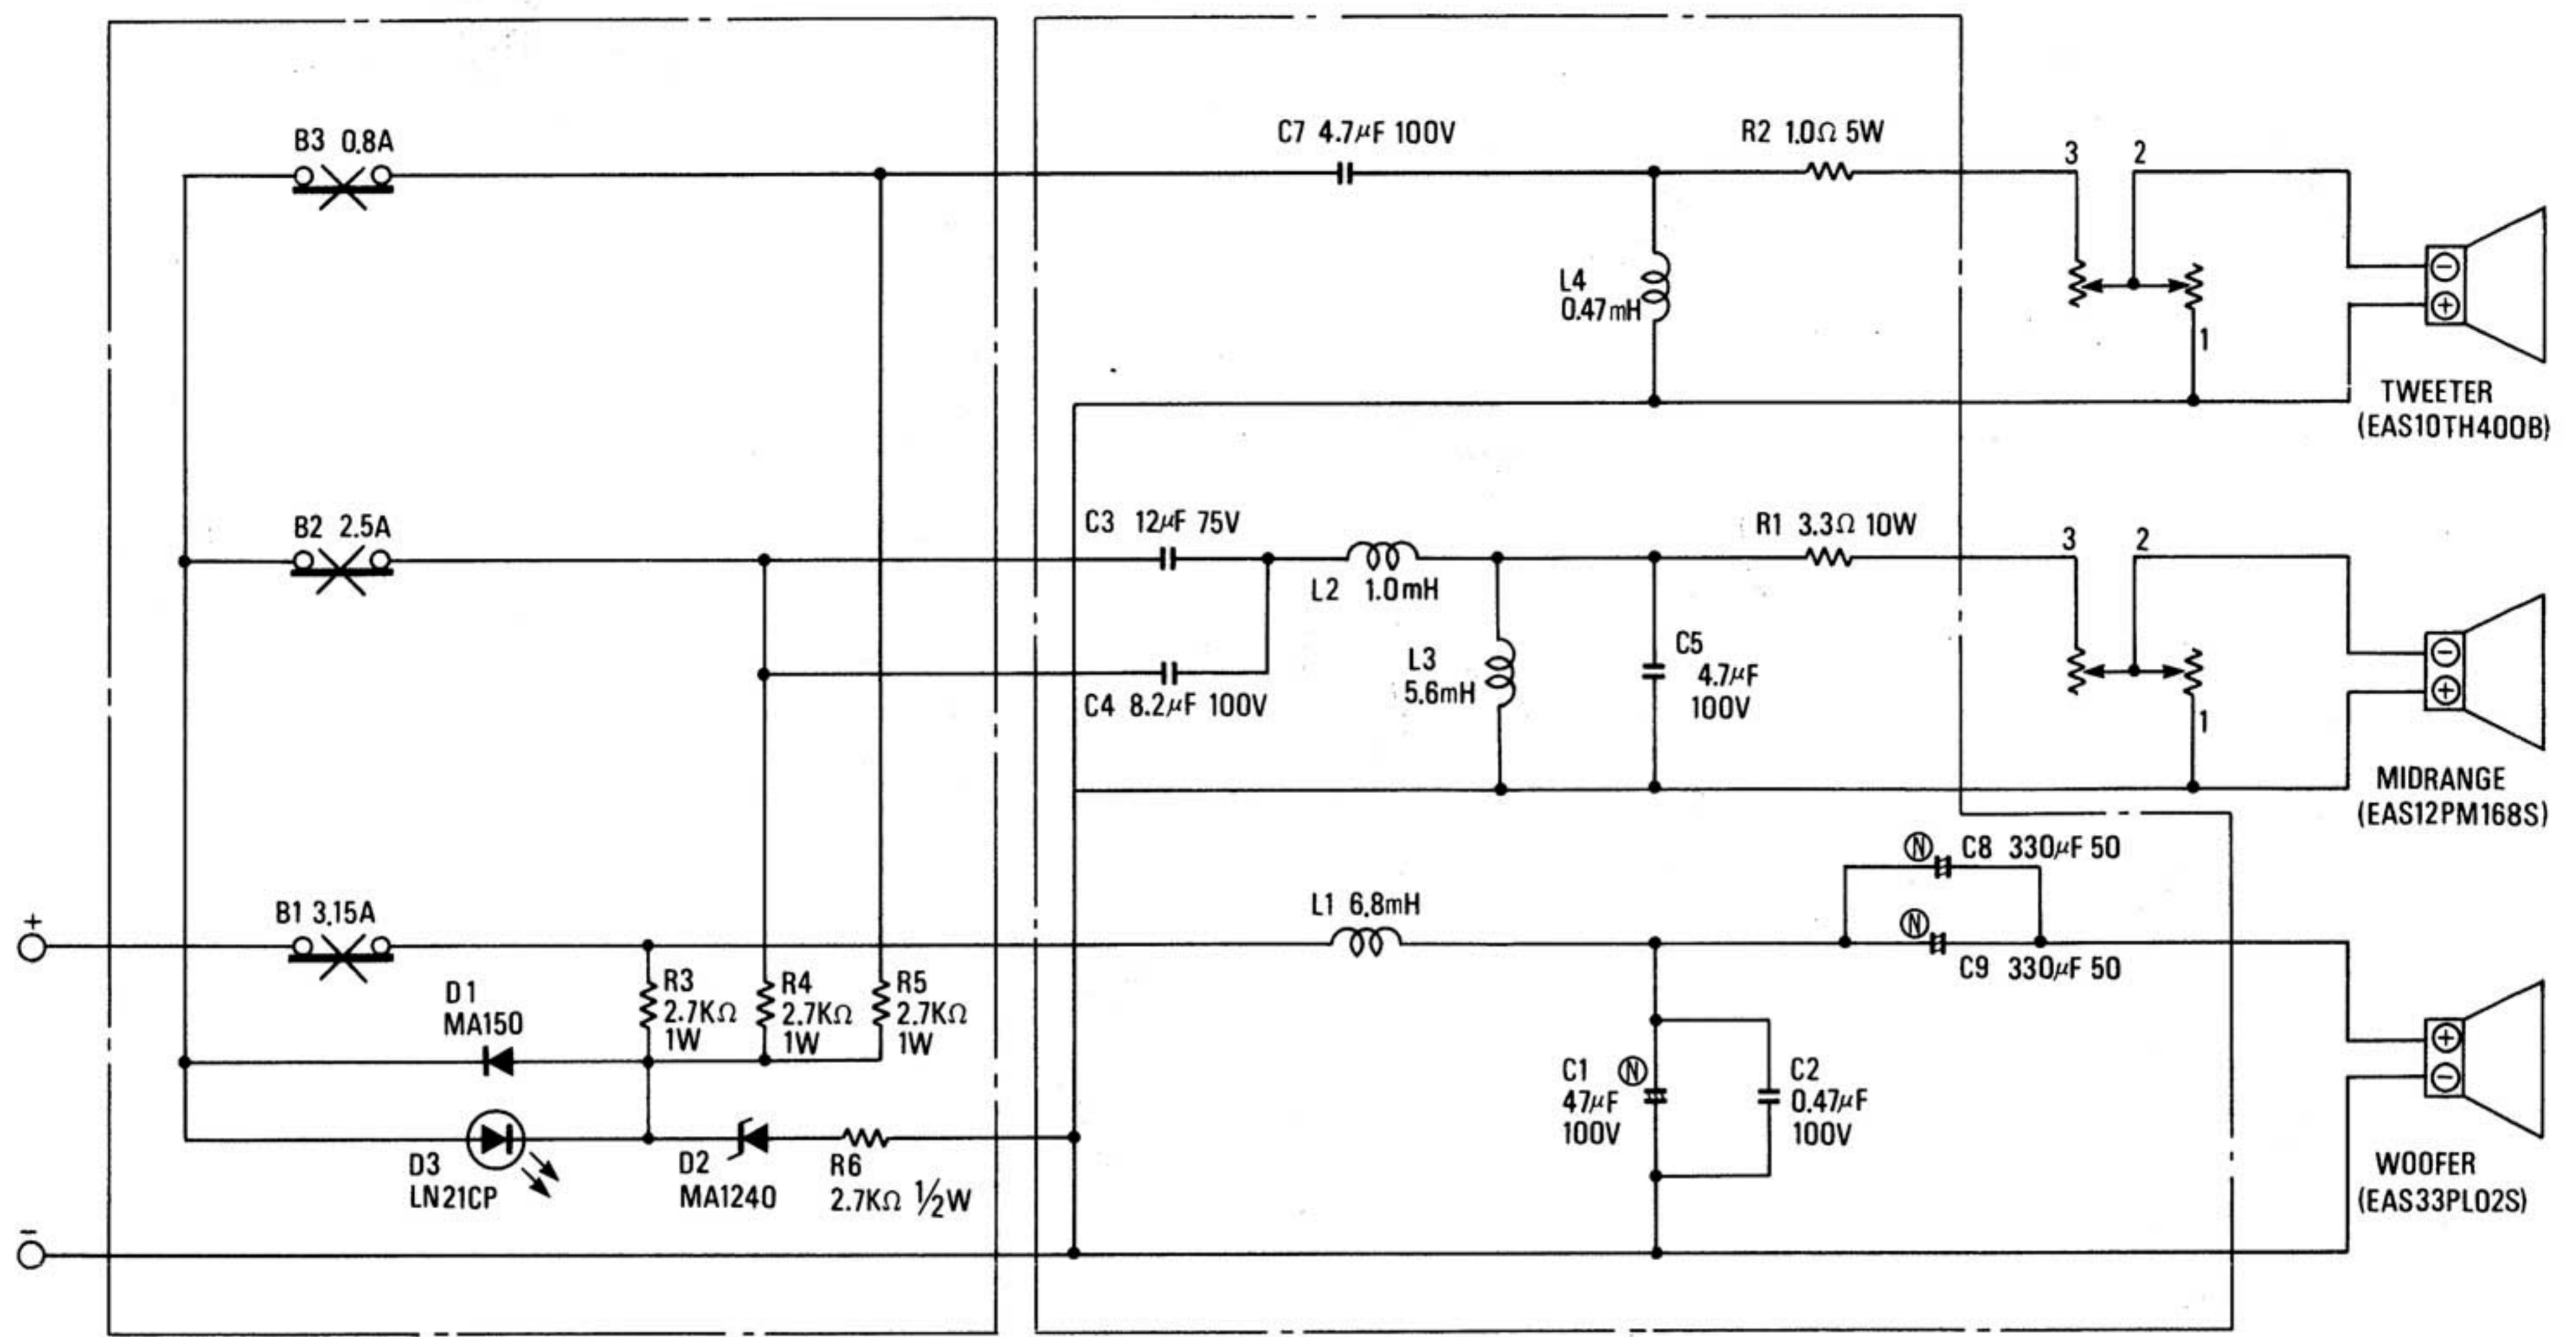 B3 0.8A
C7 4.7μF 100V
R2 1.0Ω 5W
3
2
L4
0.47mH
1
TWEETER
(EAS10TH400B)
B2 2.5A
C3 12μF 75V
R1 3.3Ω 10W
3
2
L2 1.0mH
L3
5.6mH
C5
4.7μF
100V
C4 8.2μF 100V
1
MIDRANGE
(EAS12PM168S)
N
C8 330μF 50
B1 3.15A
L1 6.8mH
N
C9 330μF 50
+
D1
MA150
R3
2.7KΩ
1W
R4
2.7KΩ
1W
R5
2.7KΩ
1W
C1
N
47μF
100V
C2
0.47μF
100V
D3
LN21CP
D2
MA1240
R6
2.7KΩ ½W
WOOFER
(EAS33PL02S)
−
−
+
−
+
+
−